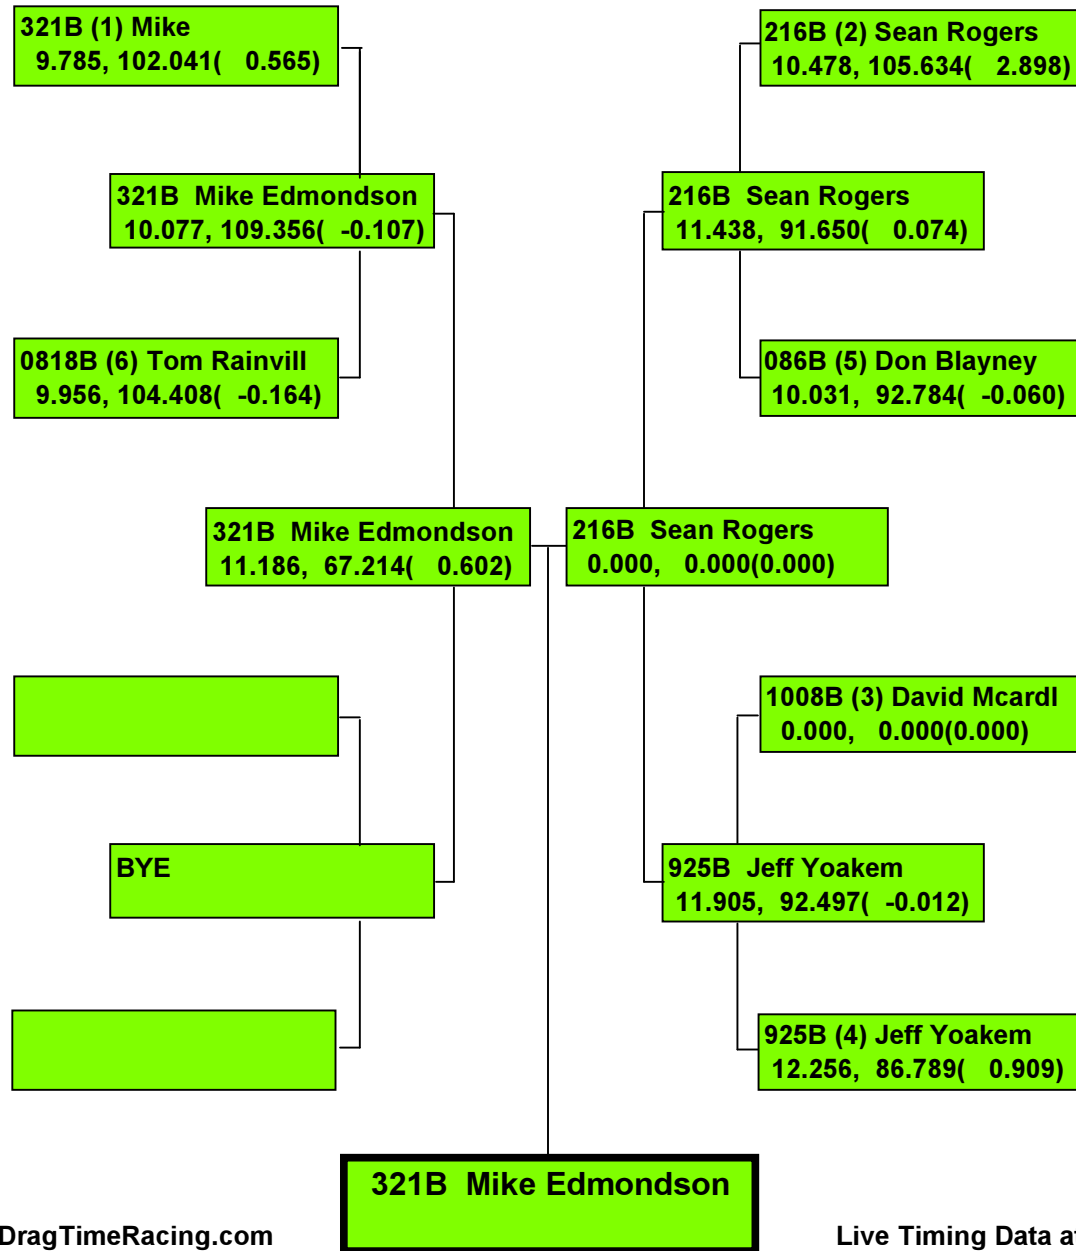 321B (1) Mike
9.785, 102.041(   0.565)
216B (2) Sean Rogers
10.478, 105.634(   2.898)
321B  Mike Edmondson
10.077, 109.356(  -0.107)
216B  Sean Rogers
11.438,  91.650(   0.074)
0818B (6) Tom Rainvill
9.956, 104.408(  -0.164)
086B (5) Don Blayney
10.031,  92.784(  -0.060)
321B  Mike Edmondson
11.186,  67.214(   0.602)
216B  Sean Rogers
0.000,   0.000(0.000)
1008B (3) David Mcardl
0.000,   0.000(0.000)
BYE
925B  Jeff Yoakem
11.905,  92.497(  -0.012)
925B (4) Jeff Yoakem
12.256,  86.789(   0.909)
321B  Mike Edmondson
DragTimeRacing.com
Live Timing Data at